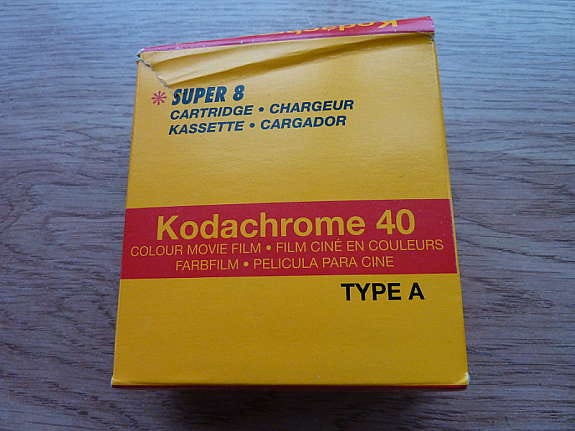 Kodach
* SUPER 8
CARTRIDGE • CHARGEUR
KASSETTE • CARGADOR
Kodachrome 40
COLOUR MOVIE FILM • FILM CINÉ EN COULEURS
FARBFILM • PELICULA PARA CINE
TYPE A